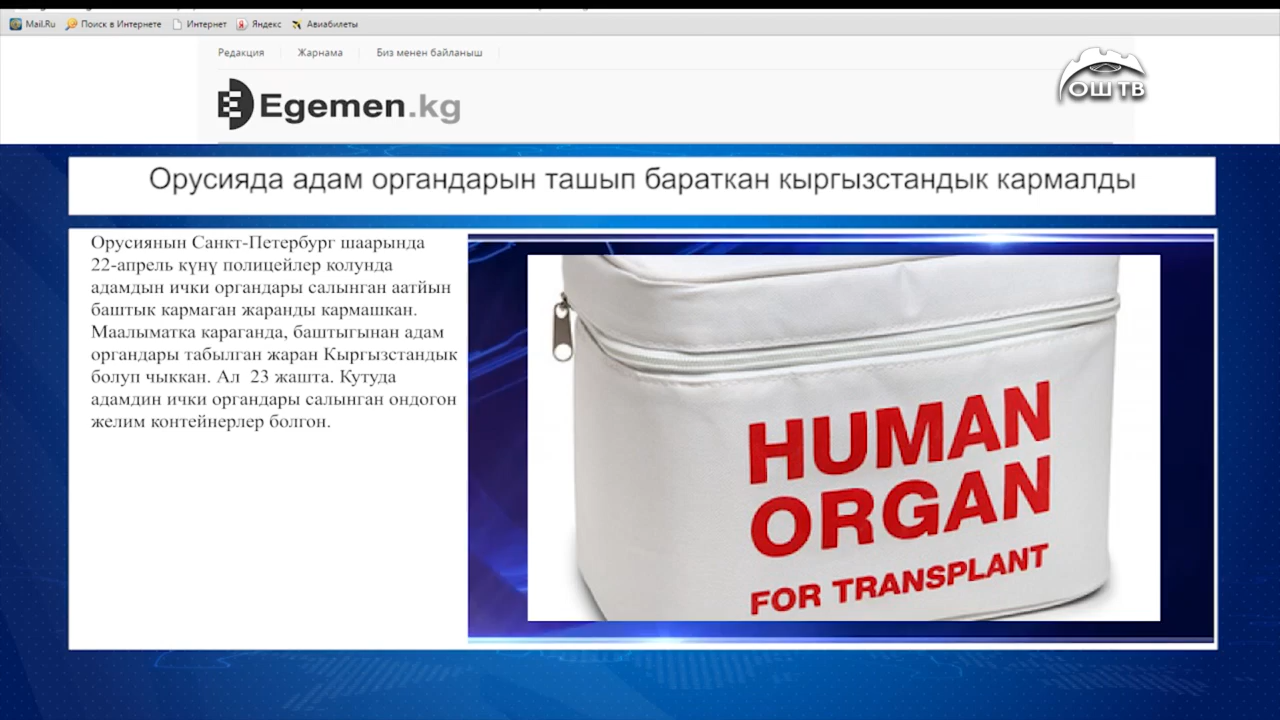 Mail.Ru Поиск в Интернете Интернет Яндекс Авиабилеты
Редакция Жарнама Биз менен байланыш
Egemen.kg
ОШ ТВ
Орусияда адам органдарын ташып бараткан кыргызстандык кармалды
Орусиянын Санкт-Петербург шаарында
22-апрель күнү полицейлер колунда
адамдын ички органдары салынган аатйын
баштык кармаган жаранды кармашкан.
Маалыматка караганда, баштыгынан адам
органдары табылган жаран Кыргызстандык
болуп чыккан. Ал 23 жашта. Кутуда
адамдин ички органдары салынган ондогон
желим контейнерлер болгон.
HUMAN
ORGAN
FOR TRANSPLANT